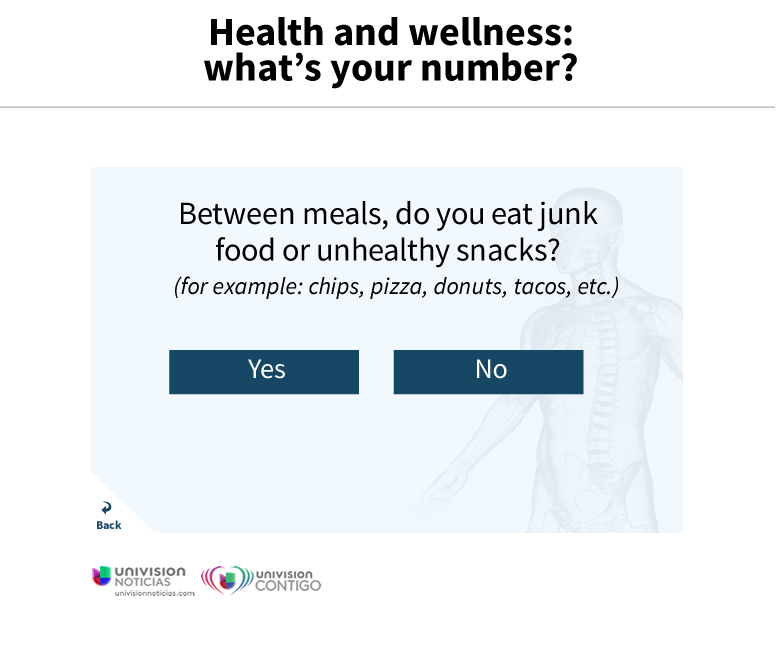 Health and wellness:
what’s your number?
Between meals, do you eat junk
food or unhealthy snacks?
(for example: chips, pizza, donuts, tacos, etc.)
Yes
No
Back
UNIVISION
NOTICIAS
univisionnoticias.com
UNIVISION
CONTIGO